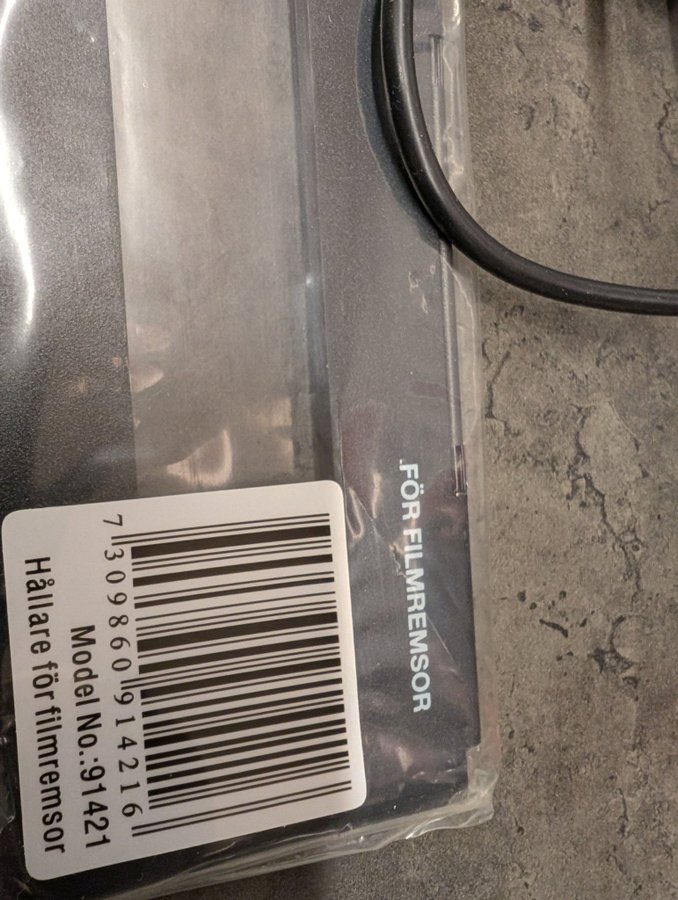 .FÖR FILMREMSOR
7 309860 914216
Model No.:91421
Hållare för filmremsor